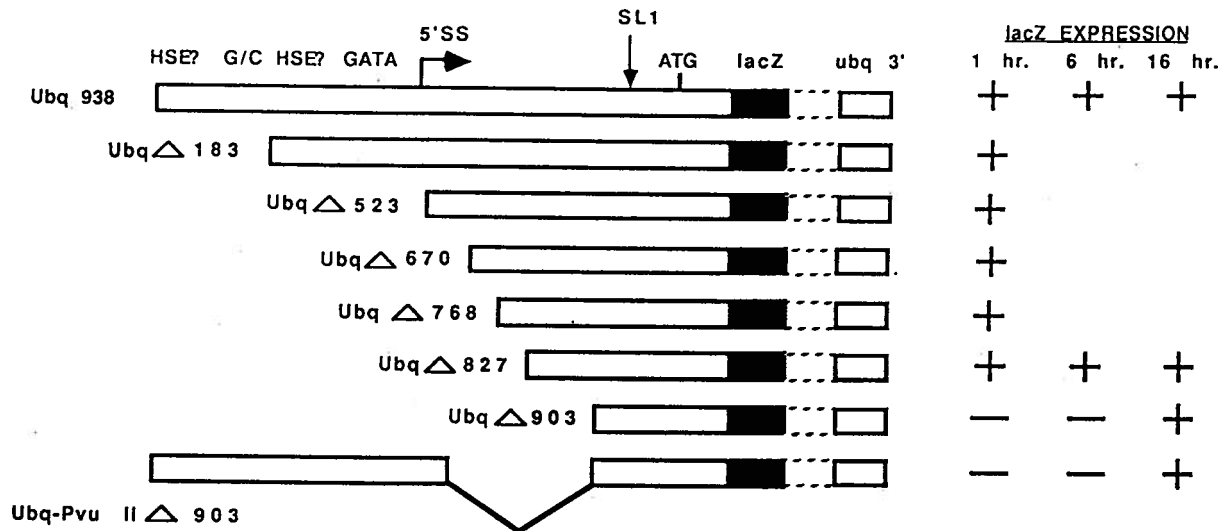 SL1
5'SS
lacZ EXPRESSION
HSE? G/C HSE? GATA ATG lacZ ubq 3' 1 hr. 6 hr. 16 hr.
Ubq 938 + + +
Ubq △ 183 +
Ubq △ 523 +
Ubq △ 670 +
Ubq △ 768 +
Ubq △ 827 + + +
Ubq △ 903 — — +
— — +
Ubq-Pvu II △ 903